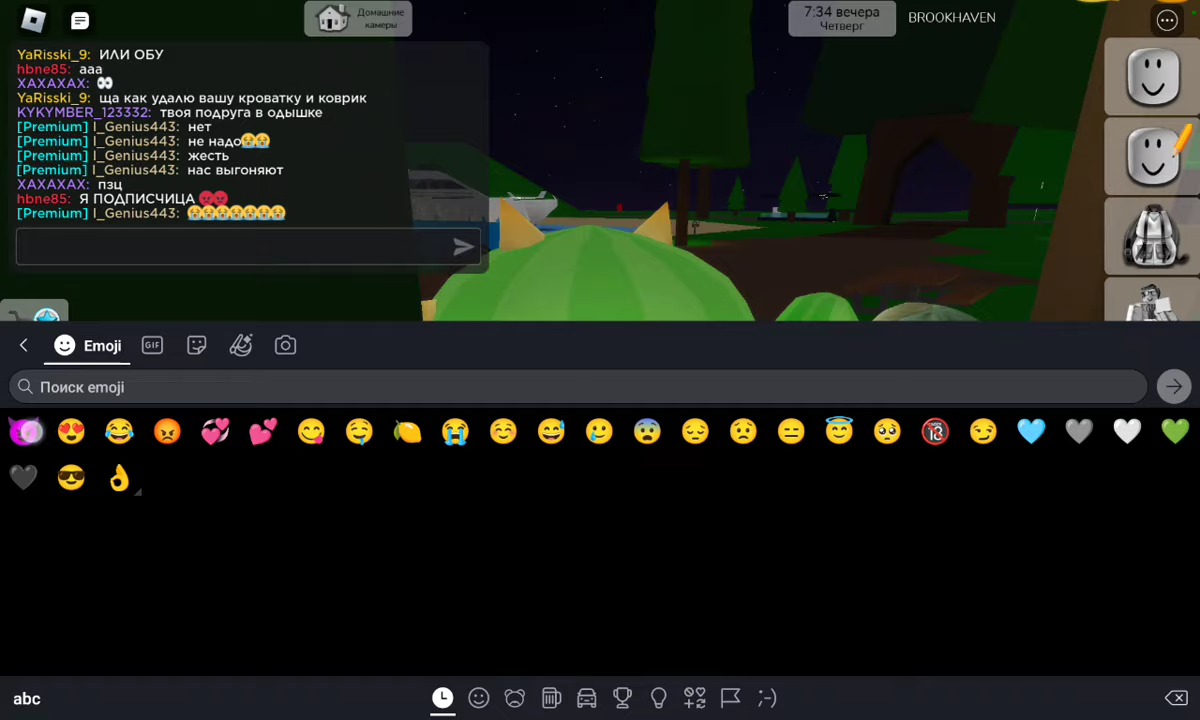 Домашние
камеры
7:34 вечера
Четверг
BROOKHAVEN
YaRisski_9: ИЛИ ОБУ
hbne85: ааа
XAXAXAX: 👀
YaRisski_9: ща как удалю вашу кроватку и коврик
KYKYMBER_123332: твоя подруга в одышке
[Premium] I_Genius443: нет
[Premium] I_Genius443: не надо😭😭
[Premium] I_Genius443: жесть
[Premium] I_Genius443: нас выгоняют
XAXAXAX: пзц
hbne85: Я ПОДПИСЧИЦА 😡😡
[Premium] I_Genius443: 😭😭😭😭😭😭😭
Emoji
GIF
Поиск emoji
18
abc
;-)